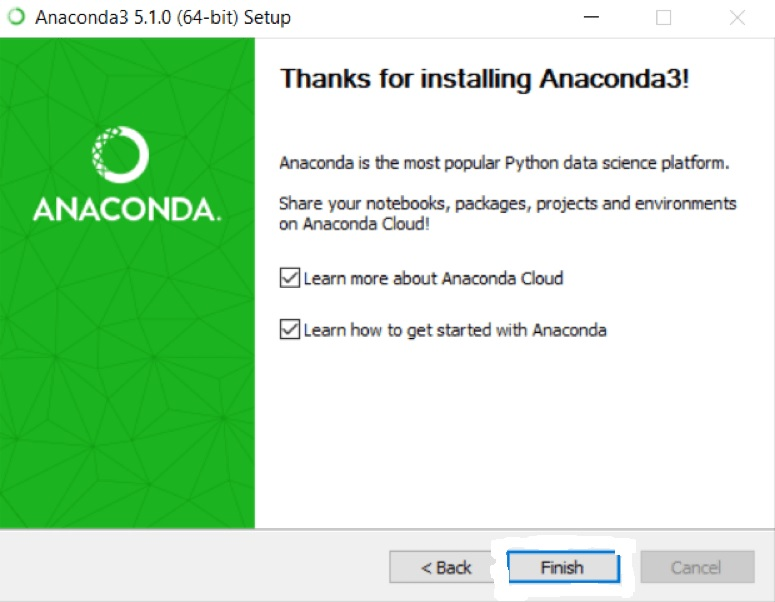 Anaconda3 5.1.0 (64-bit) Setup
ANACONDA.
Thanks for installing Anaconda3!
Anaconda is the most popular Python data science platform.
Share your notebooks, packages, projects and environments
on Anaconda Cloud!
Learn more about Anaconda Cloud
Learn how to get started with Anaconda
< Back
Finish
Cancel